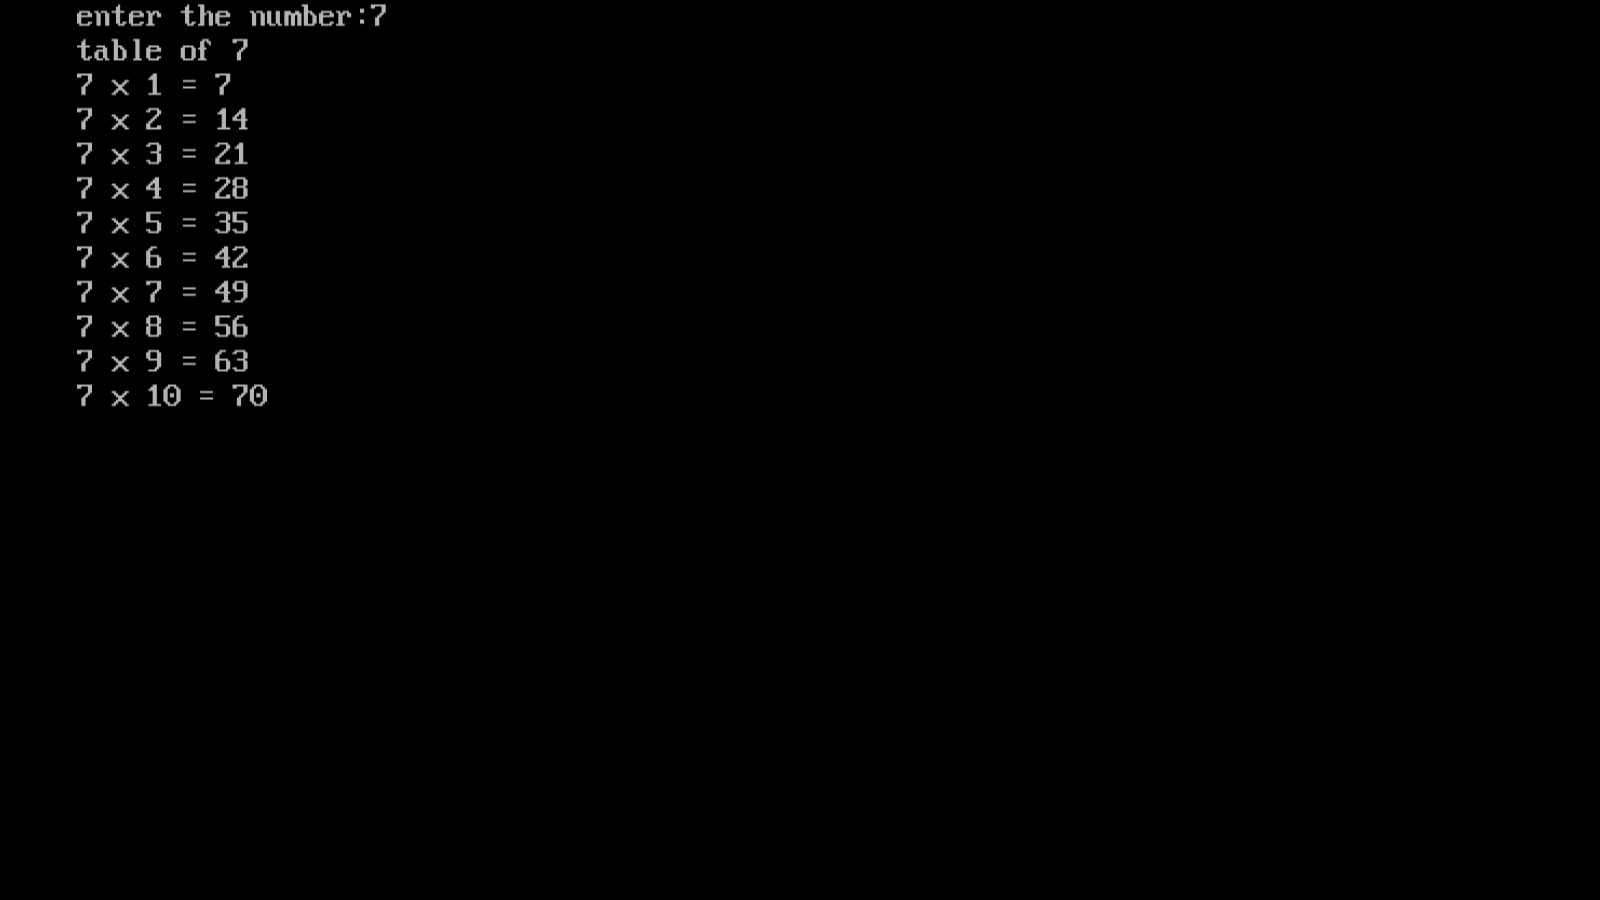 enter the number:7
table of 7
7 x 1 = 7
7 x 2 = 14
7 x 3 = 21
7 x 4 = 28
7 x 5 = 35
7 x 6 = 42
7 x 7 = 49
7 x 8 = 56
7 x 9 = 63
7 x 10 = 70